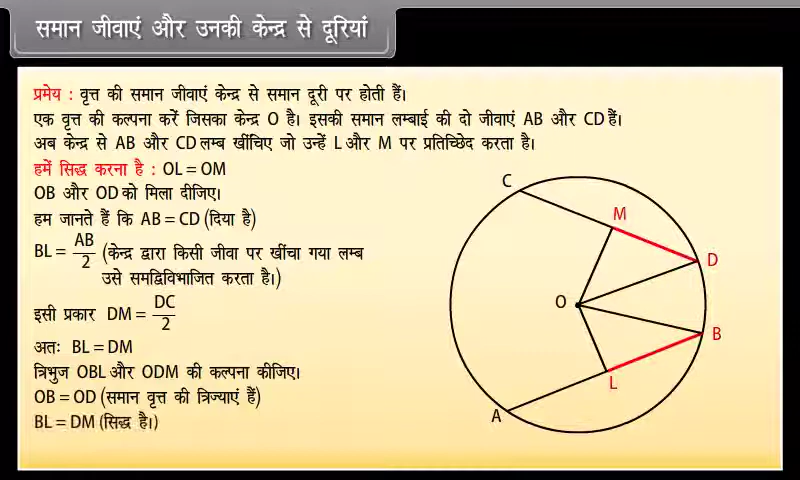 समान जीवाएं और उनकी केन्द्र से दूरियां
प्रमेय : वृत्त की समान जीवाएं केन्द्र से समान दूरी पर होती हैं।
एक वृत्त की कल्पना करें जिसका केन्द्र O है। इसकी समान लम्बाई की दो जीवाएं AB और CD हैं।
अब केन्द्र से AB और CD लम्ब खींचिए जो उन्हें L और M पर प्रतिच्छेद करता है।
हमें सिद्ध करना है : OL = OM
OB और OD को मिला दीजिए।
हम जानते हैं कि AB = CD (दिया है)
BL = AB/2 (केन्द्र द्वारा किसी जीवा पर खींचा गया लम्ब
उसे समद्विविभाजित करता है।)
इसी प्रकार DM = DC/2
अतः BL = DM
त्रिभुज OBL और ODM की कल्पना कीजिए।
OB = OD (समान वृत्त की त्रिज्याएं हैं)
BL = DM (सिद्ध है।)
C
M
D
O
B
L
A